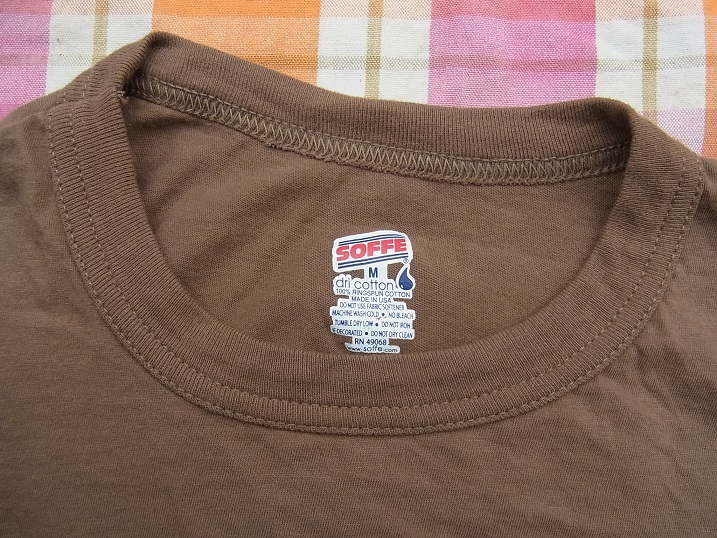 SOFFE®
M
dri cotton
100% RINGSPUN COTTON
MADE IN USA
DO NOT USE FABRIC SOFTENER
MACHINE WASH COLD • NO BLEACH
TUMBLE DRY LOW • DO NOT IRON
IF DECORATED • DO NOT DRY CLEAN
RN 49068
www.soffe.com